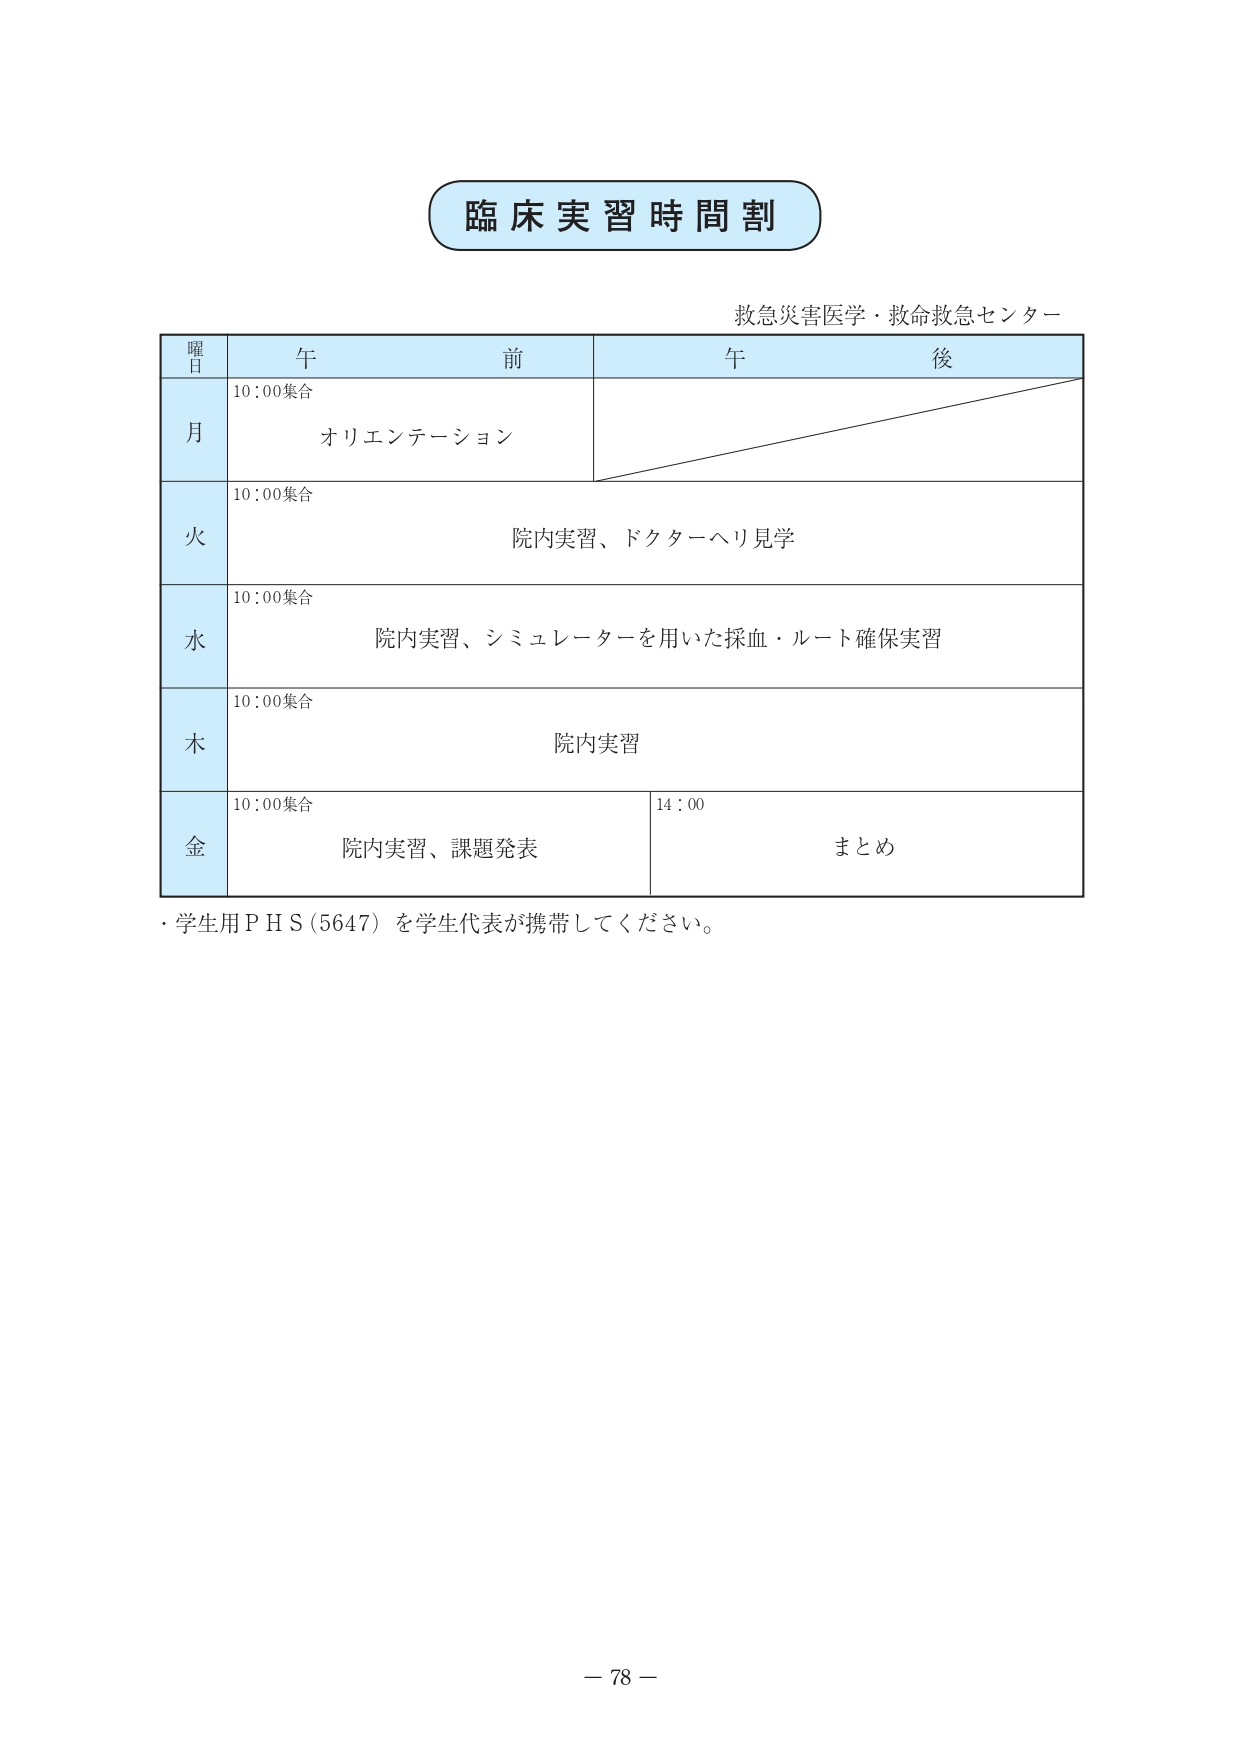 臨床実習時間割
救急災害医学・救命救急センター
曜日 午前 午後
月 10：00集合
オリエンテーション
火 10：00集合
院内実習、ドクターヘリ見学
水 10：00集合
院内実習、シミュレーターを用いた採血・ルート確保実習
木 10：00集合
院内実習
金 10：00集合 14：00
院内実習、課題発表 まとめ
・学生用ＰＨＳ(5647）を学生代表が携帯してください。
― 78 ―